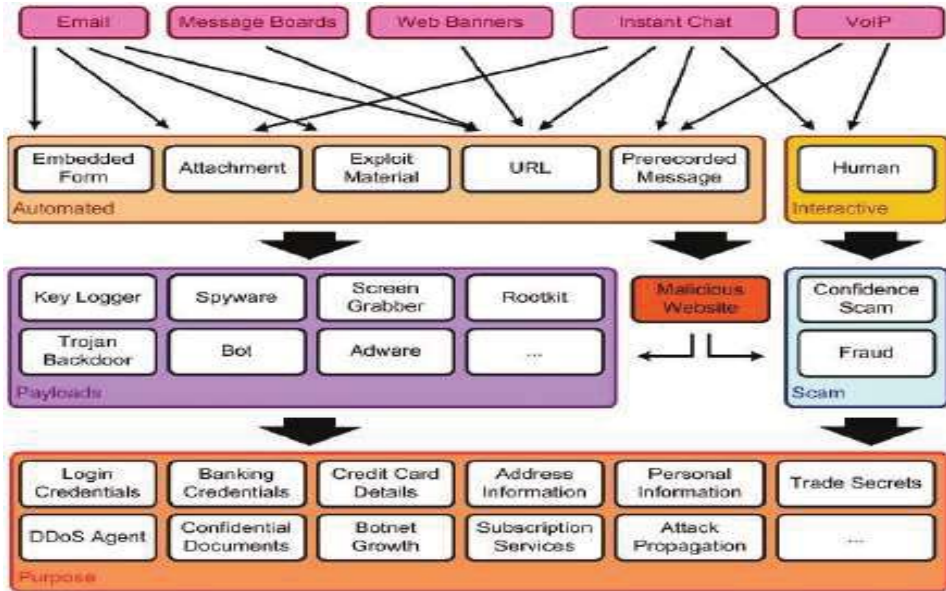 Email
Message Boards
Web Banners
Instant Chat
VoIP
Embedded
Form
Attachment
Exploit
Material
URL
Prerecorded
Message
Human
Automated
Interactive
Key Logger
Spyware
Screen
Grabber
Rootkit
Malicious
Website
Confidence
Scam
Trojan
Backdoor
Bot
Adware
...
Fraud
Payloads
Scam
Login
Credentials
Banking
Credentials
Credit Card
Details
Address
Information
Personal
Information
Trade Secrets
DDoS Agent
Confidential
Documents
Botnet
Growth
Subscription
Services
Attack
Propagation
...
Purpose